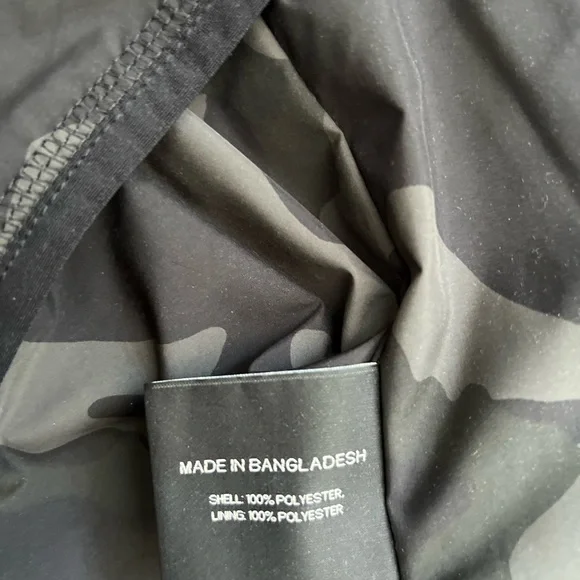 MADE IN BANGLADESH
SHELL: 100% POLYESTER,
LINING: 100% POLYESTER